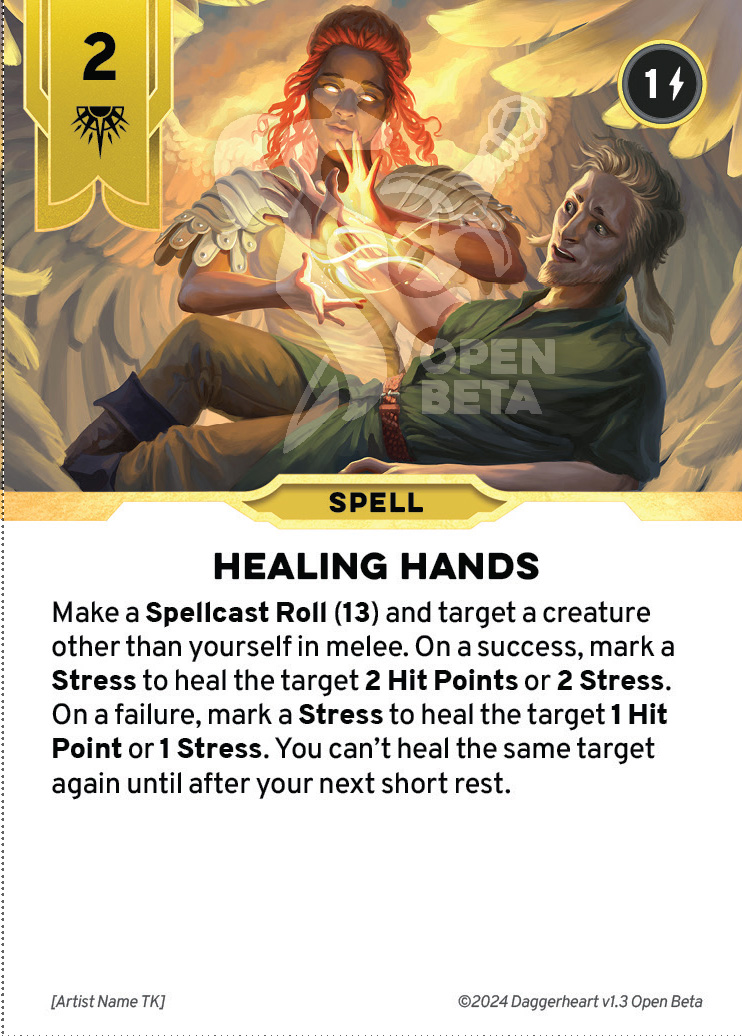 2
1
OPEN
BETA
SPELL
HEALING HANDS
Make a Spellcast Roll (13) and target a creature
other than yourself in melee. On a success, mark a
Stress to heal the target 2 Hit Points or 2 Stress.
On a failure, mark a Stress to heal the target 1 Hit
Point or 1 Stress. You can’t heal the same target
again until after your next short rest.
[Artist Name TK]
©2024 Daggerheart v1.3 Open Beta